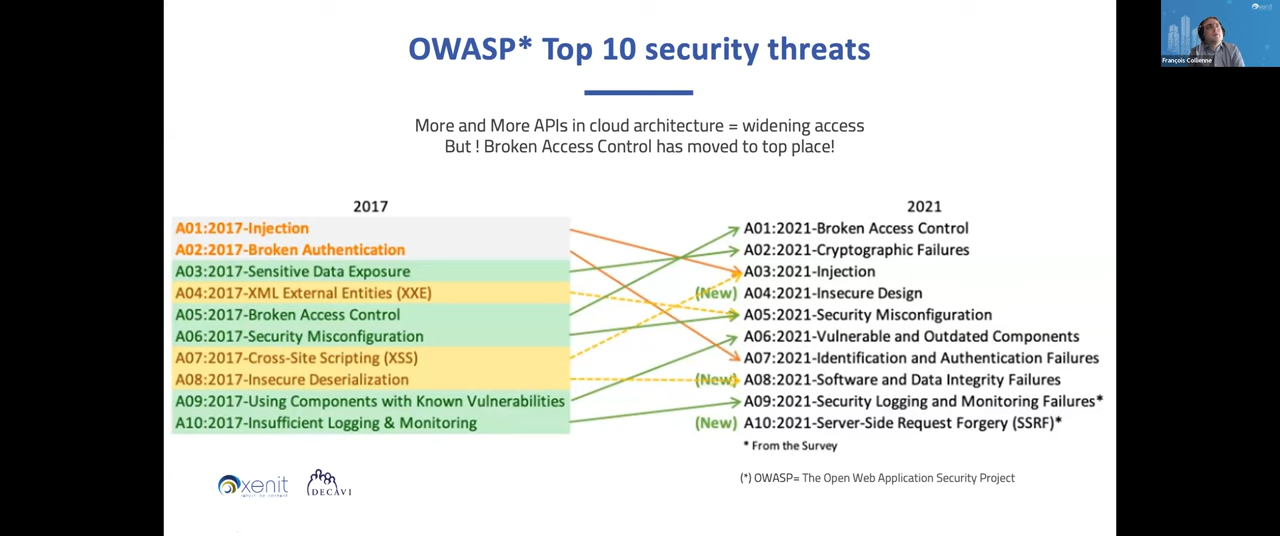 OWASP* Top 10 security threats
More and More APIs in cloud architecture = widening access
But ! Broken Access Control has moved to top place!
2017
A01:2017-Injection
A02:2017-Broken Authentication
A03:2017-Sensitive Data Exposure
A04:2017-XML External Entities (XXE)
A05:2017-Broken Access Control
A06:2017-Security Misconfiguration
A07:2017-Cross-Site Scripting (XSS)
A08:2017-Insecure Deserialization
A09:2017-Using Components with Known Vulnerabilities
A10:2017-Insufficient Logging & Monitoring
2021
A01:2021-Broken Access Control
A02:2021-Cryptographic Failures
A03:2021-Injection
(New) A04:2021-Insecure Design
A05:2021-Security Misconfiguration
A06:2021-Vulnerable and Outdated Components
A07:2021-Identification and Authentication Failures
(New) A08:2021-Software and Data Integrity Failures
A09:2021-Security Logging and Monitoring Failures*
(New) A10:2021-Server-Side Request Forgery (SSRF)*
* From the Survey
(*) OWASP= The Open Web Application Security Project
xenit
DECAVI
François Collienne
xenit